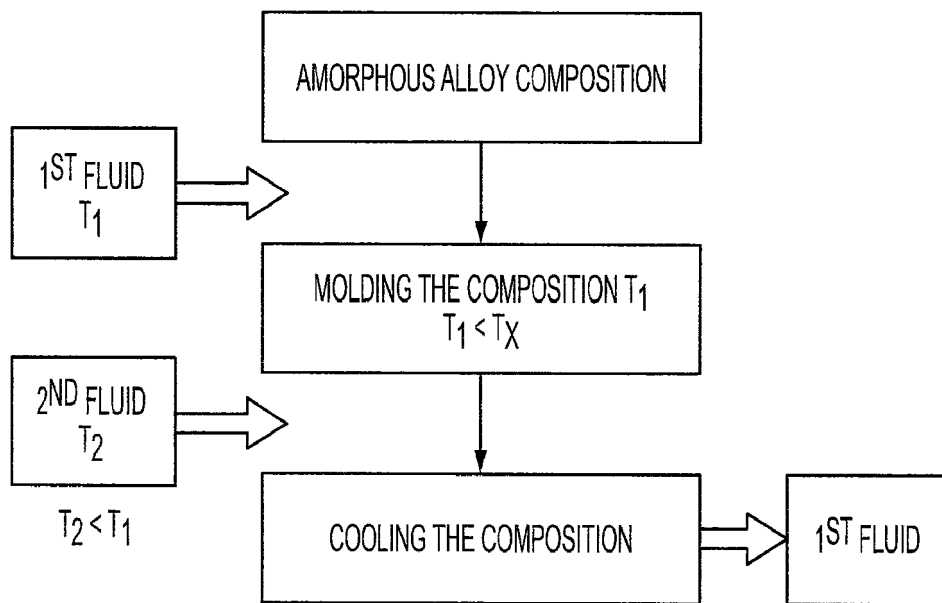 AMORPHOUS ALLOY COMPOSITION
1ST FLUID
T1
MOLDING THE COMPOSITION T1
T1 < TX
2ND FLUID
T2
T2 < T1
COOLING THE COMPOSITION
1ST FLUID